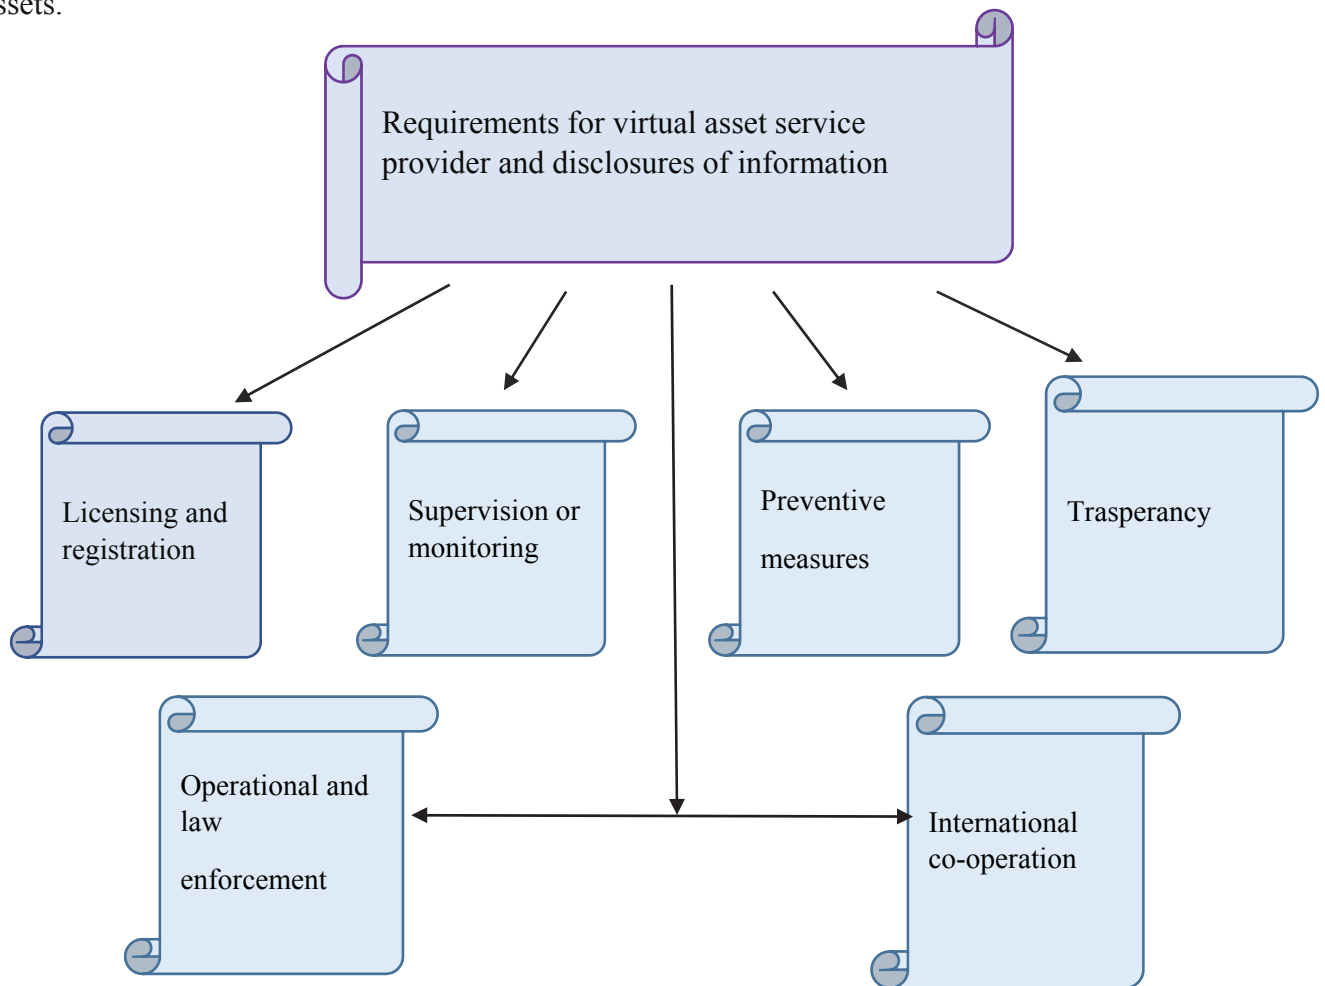 ssets.
Requirements for virtual asset service
provider and disclosures of information
Licensing and
registration
Supervision or
monitoring
Preventive
measures
Trasperancy
Operational and
law
enforcement
International
co-operation